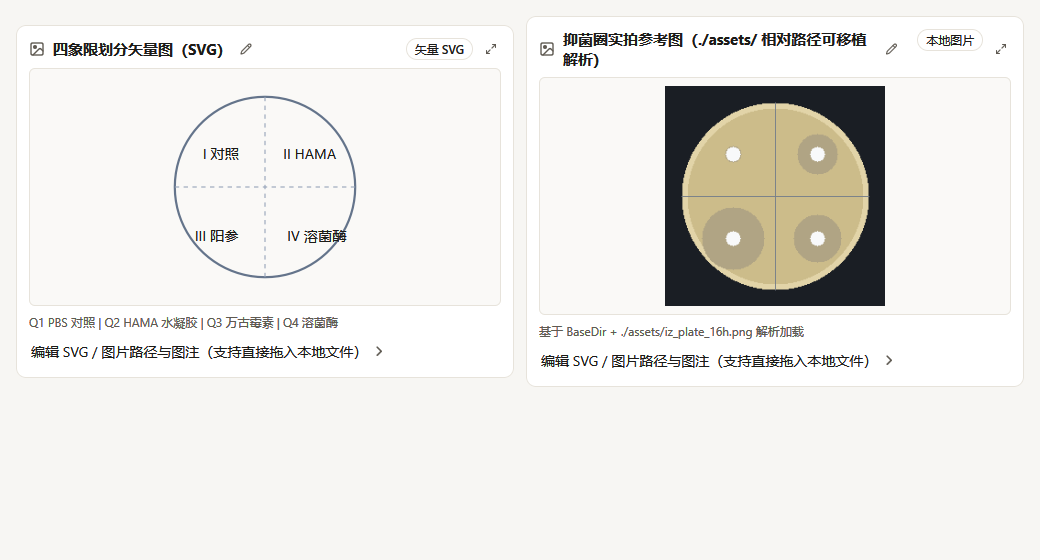 四象限划分矢量图（SVG）
矢量 SVG
I 对照
II HAMA
III 阳参
IV 溶菌酶
Q1 PBS 对照 | Q2 HAMA 水凝胶 | Q3 万古霉素 | Q4 溶菌酶
编辑 SVG / 图片路径与图注（支持直接拖入本地文件）
抑菌圈实拍参考图（./assets/ 相对路径可移植
解析）
本地图片
基于 BaseDir + ./assets/iz_plate_16h.png 解析加载
编辑 SVG / 图片路径与图注（支持直接拖入本地文件）